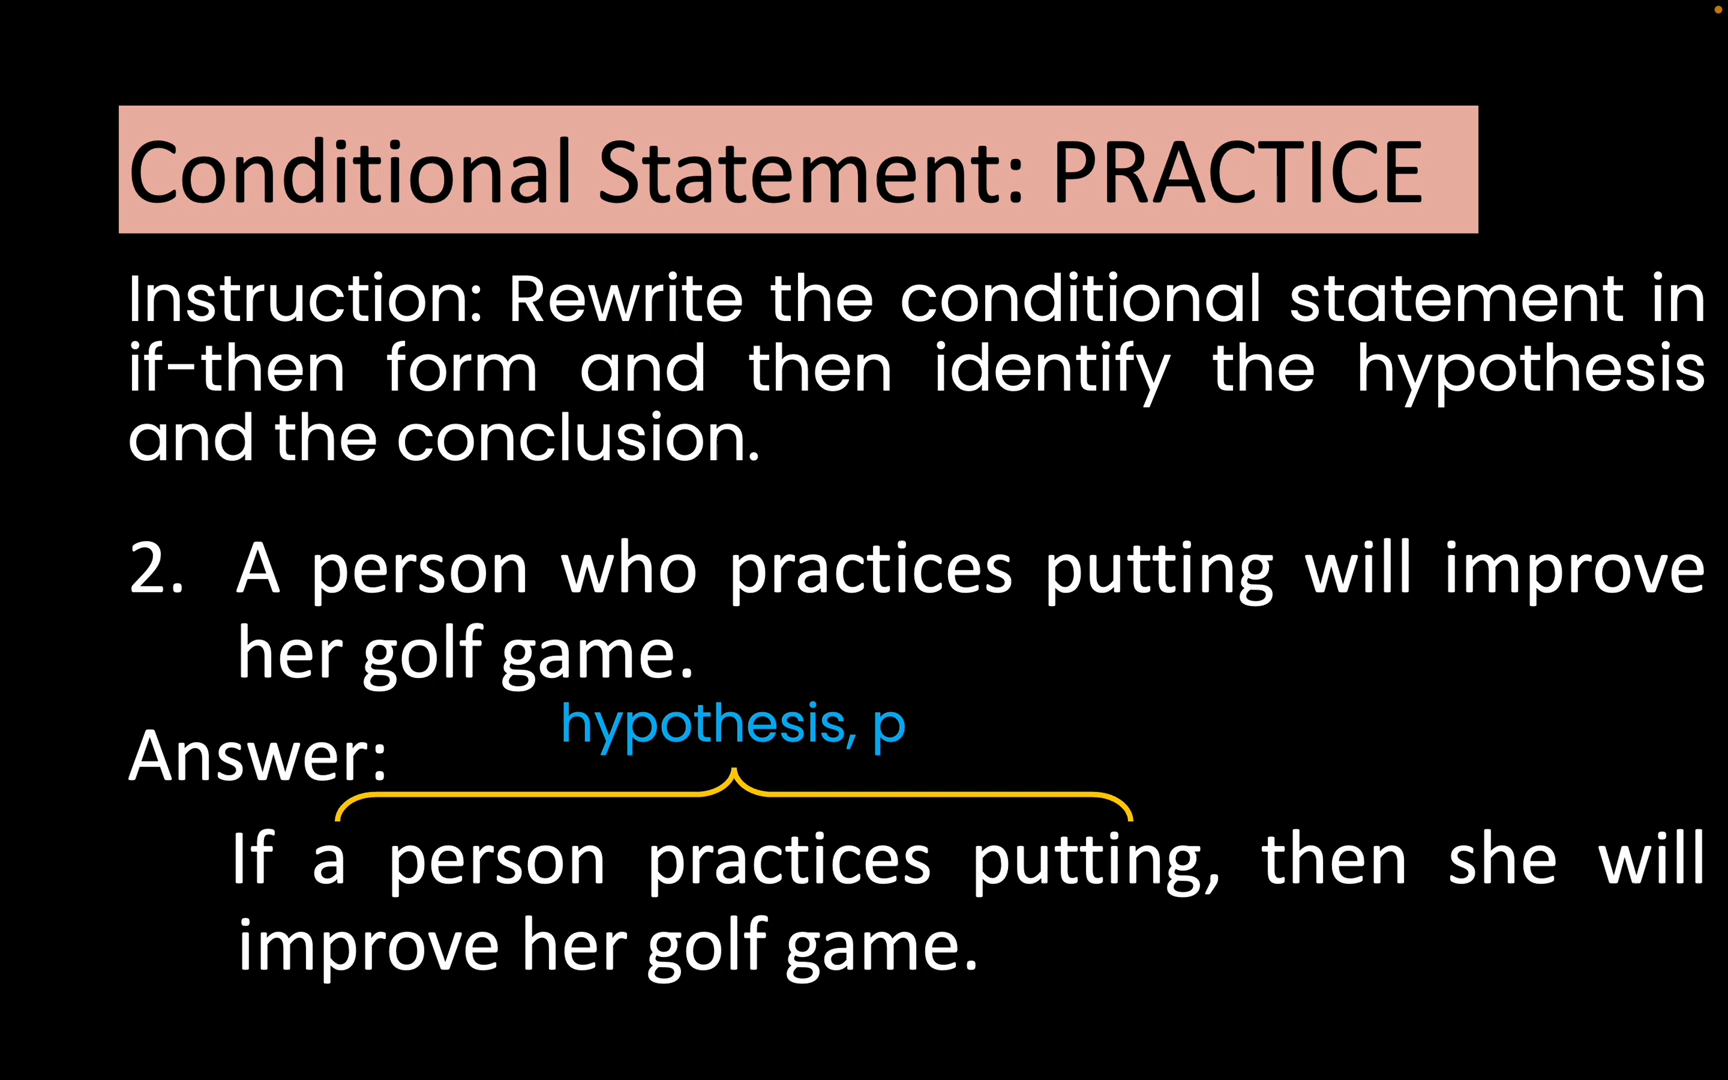 Conditional Statement: PRACTICE
Instruction: Rewrite the conditional statement in
if-then form and then identify the hypothesis
and the conclusion.
2. A person who practices putting will improve
her golf game.
hypothesis, p
Answer:
If a person practices putting, then she will
improve her golf game.